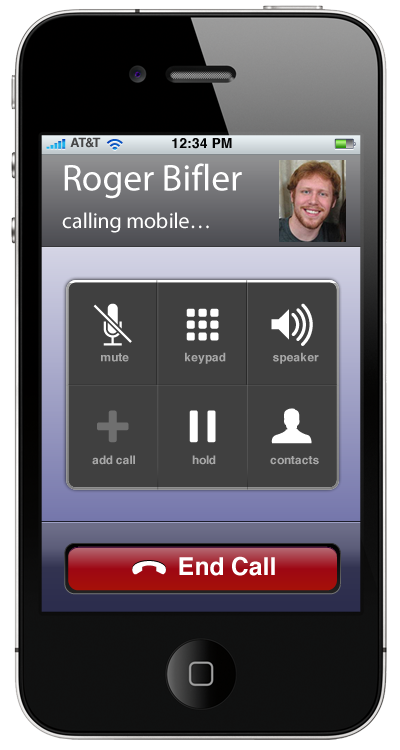 AT&T 12:34 PM
Roger Bifler
calling mobile...
mute keypad speaker
add call hold contacts
End Call